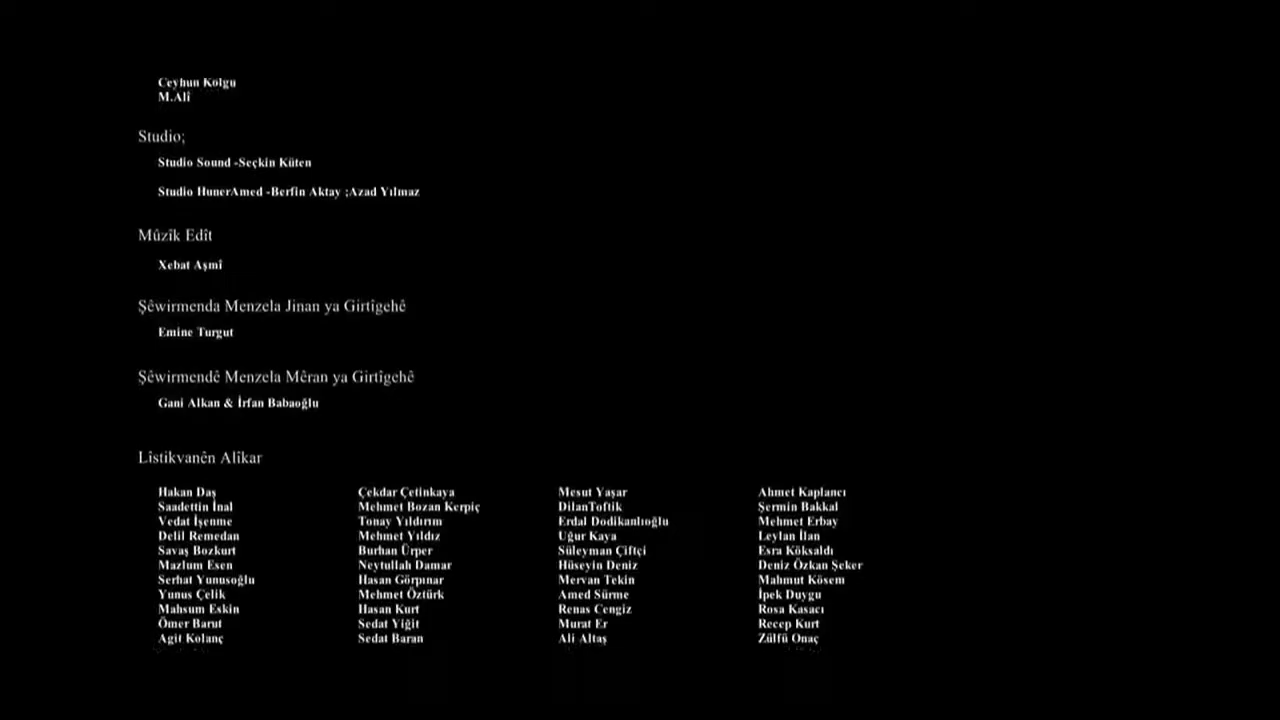 Ceyhun Kolgu
M.Alî
Studio;
Studio Sound -Seçkin Küten
Studio HunerAmed -Berfin Aktay ;Azad Yılmaz
Mûzîk Edît
Xebat Aşmî
Şêwirmenda Menzela Jinan ya Girtîgehê
Emine Turgut
Şêwirmendê Menzela Mêran ya Girtîgehê
Gani Alkan & İrfan Babaoğlu
Lîstikvanên Alîkar
Hakan Daş Çekdar Çetinkaya Mesut Yaşar Ahmet Kaplancı
Saadettin İnal Mehmet Bozan Kerpiç DilanToftik Şermin Bakkal
Vedat İşenme Tonay Yıldırım Erdal Dodikanlıoğlu Mehmet Erbay
Delil Remedan Mehmet Yıldız Uğur Kaya Leylan İlan
Savaş Bozkurt Burhan Ürper Süleyman Çiftçi Esra Köksaldı
Mazlum Esen Neytullah Damar Hüseyin Deniz Deniz Özkan Şeker
Serhat Yunusoğlu Hasan Görpınar Mervan Tekin Mahmut Kösem
Yunus Çelik Mehmet Öztürk Amed Sürme İpek Duygu
Mahsum Eskin Hasan Kurt Renas Cengiz Rosa Kasacı
Ömer Barut Sedat Yiğit Murat Er Recep Kurt
Agit Kolanç Sedat Baran Ali Altaş Zülfü Onaç